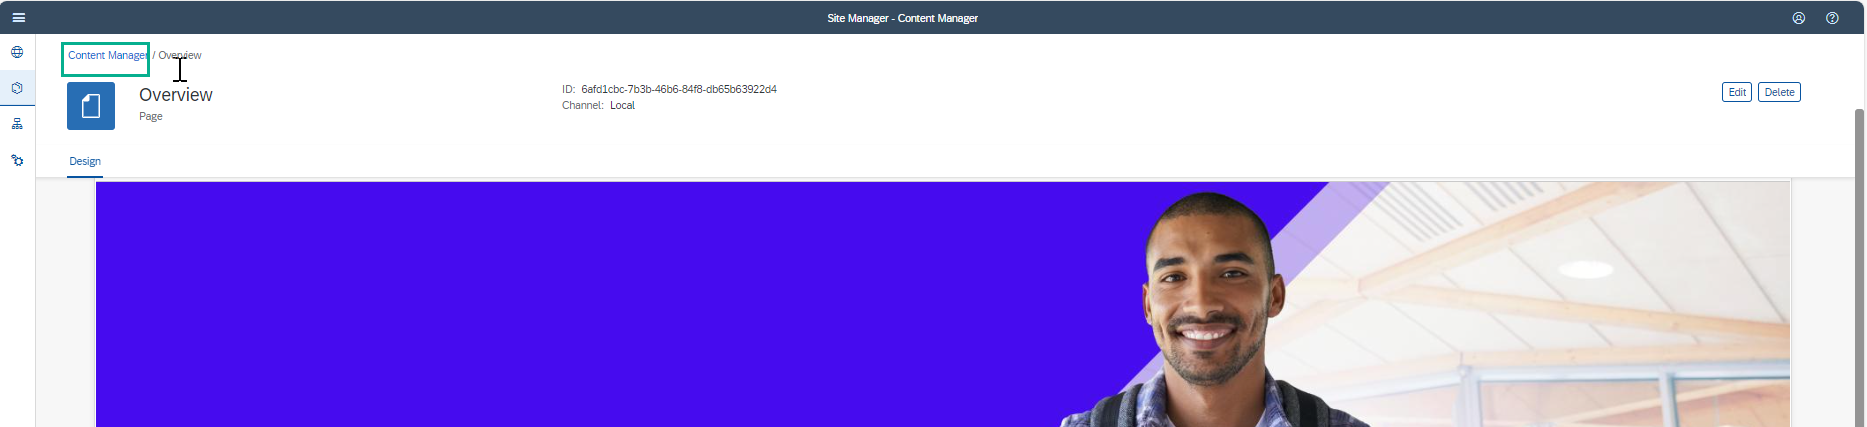 Site Manager - Content Manager
Content Manager / Overview
Overview
Page
ID: 6afd1cbc-7b3b-46b6-84f8-db65b63922d4
Channel: Local
Edit
Delete
Design